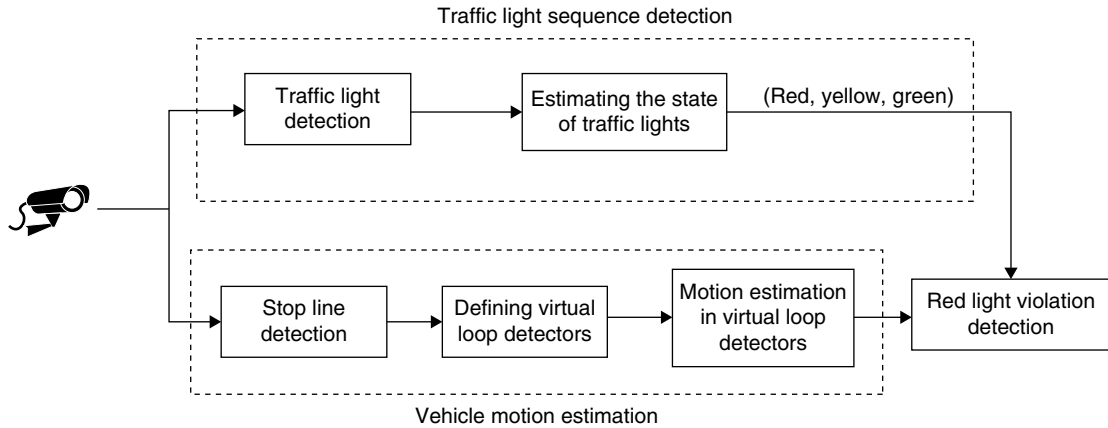 Traffic light sequence detection
Traffic light
detection
Estimating the state
of traffic lights
(Red, yellow, green)
Stop line
detection
Defining virtual
loop detectors
Motion estimation
in virtual loop
detectors
Red light violation
detection
Vehicle motion estimation